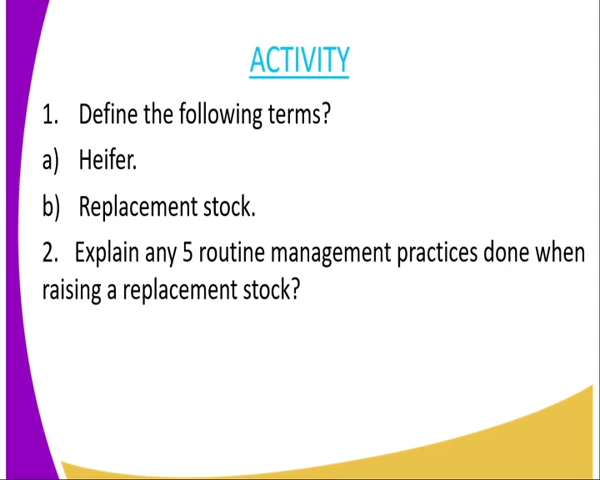 ACTIVITY
1. Define the following terms?
a) Heifer.
b) Replacement stock.
2. Explain any 5 routine management practices done when
raising a replacement stock?